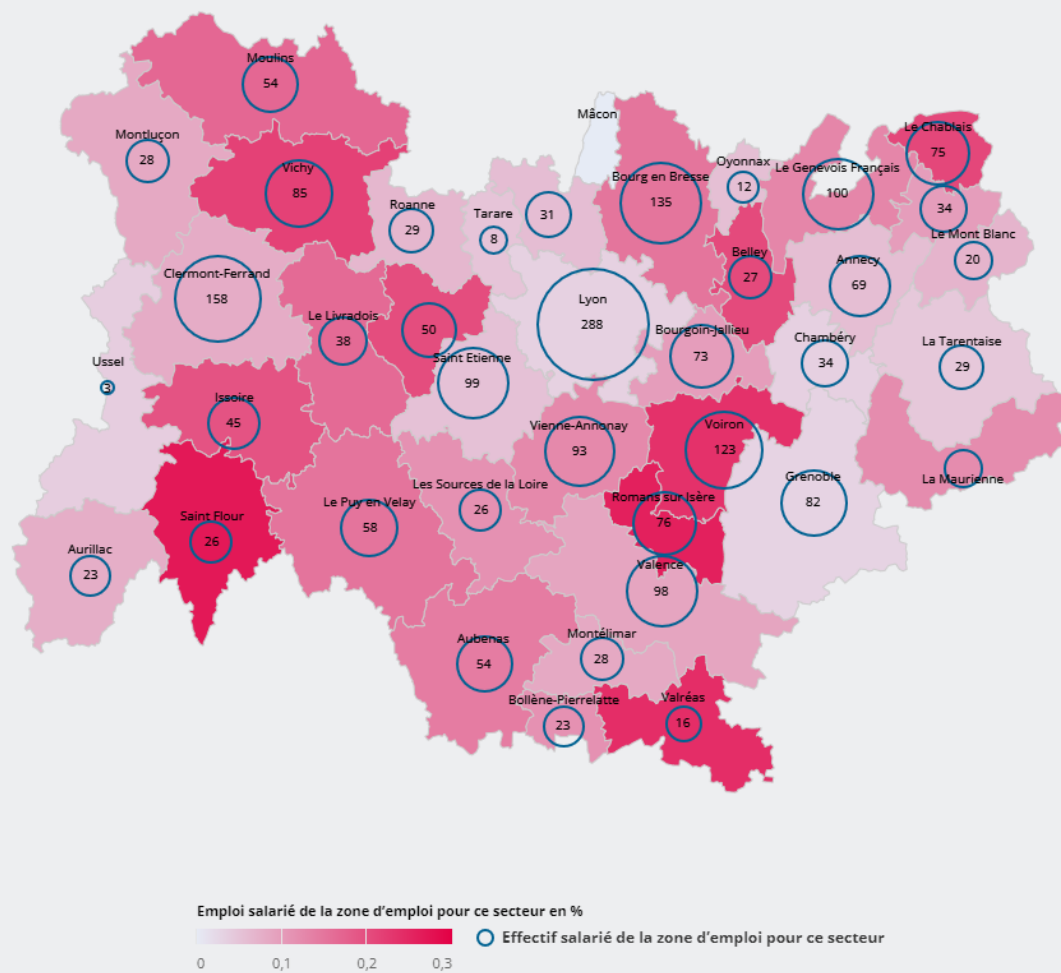 Moulins
54
Mâcon
Montluçon
28
Le Chablais
75
Vichy
85
Oyonnax
12
Le Genevois Français
100
Bourg en Bresse
135
Roanne
29
Tarare
8
31
34
Le Mont Blanc
20
Belley
27
Annecy
69
Clermont-Ferrand
158
Lyon
288
Le Livradois
38
50
Saint Etienne
99
Bourgoin-Jallieu
73
Chambéry
34
La Tarentaise
29
Ussel
3
Issoire
45
Vienne-Annonay
93
Voiron
123
Grenoble
82
La Maurienne
Les Sources de la Loire
26
Romans sur Isère
76
Le Puy en Velay
58
Saint Flour
26
Aurillac
23
Valence
98
Aubenas
54
Montélimar
28
Bollène-Pierrelatte
23
Valréas
16
Emploi salarié de la zone d’emploi pour ce secteur en %
0 0,1 0,2 0,3
Effectif salarié de la zone d’emploi pour ce secteur